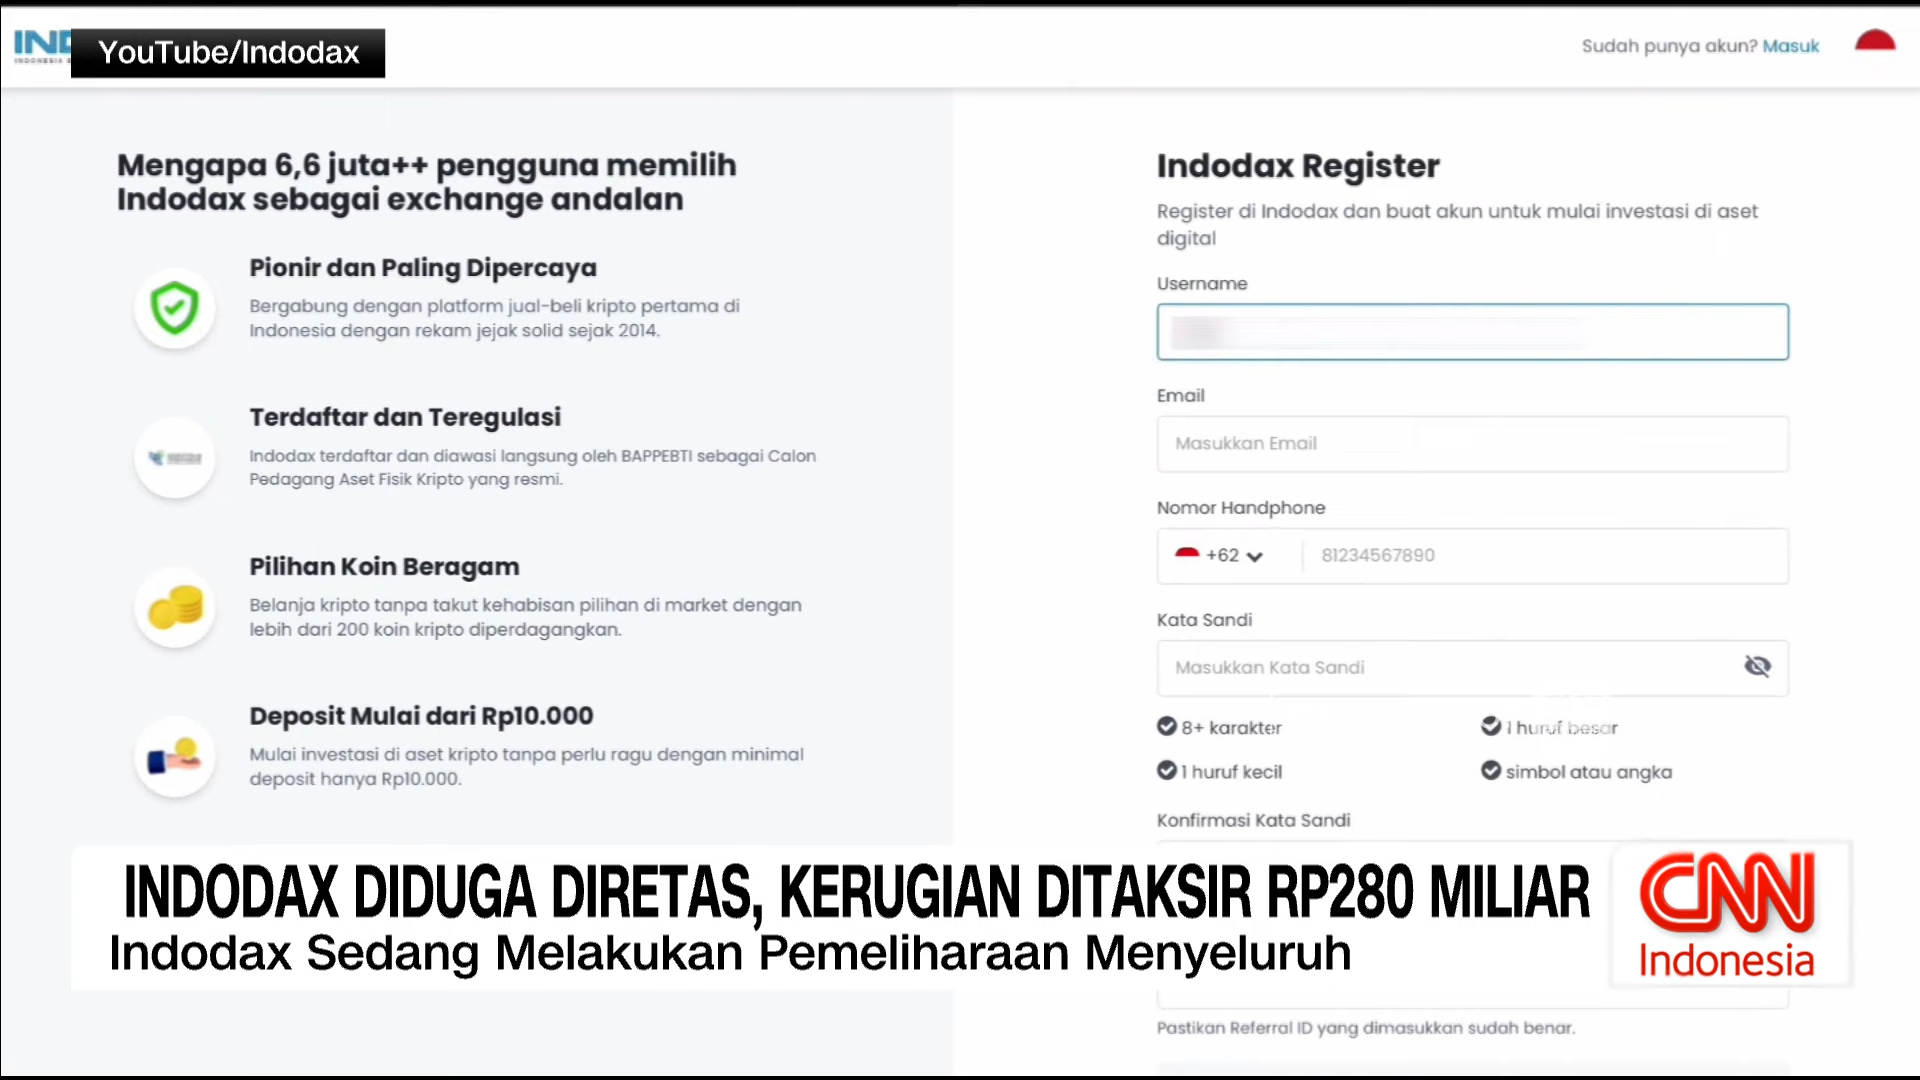 YouTube/Indodax
Sudah punya akun? Masuk
Mengapa 6,6 juta++ pengguna memilih
Indodax sebagai exchange andalan
Pionir dan Paling Dipercaya
Bergabung dengan platform jual-beli kripto pertama di
Indonesia dengan rekam jejak solid sejak 2014.
Terdaftar dan Teregulasi
Indodax terdaftar dan diawasi langsung oleh BAPPEBTI sebagai Calon
Pedagang Aset Fisik Kripto yang resmi.
Pilihan Koin Beragam
Belanja kripto tanpa takut kehabisan pilihan di market dengan
lebih dari 200 koin kripto diperdagangkan.
Deposit Mulai dari Rp10.000
Mulai investasi di aset kripto tanpa perlu ragu dengan minimal
deposit hanya Rp10.000.
Indodax Register
Register di Indodax dan buat akun untuk mulai investasi di aset
digital
Username
Email
Masukkan Email
Nomor Handphone
+62 81234567890
Kata Sandi
Masukkan Kata Sandi
8+ karakter
1 huruf besar
1 huruf kecil
simbol atau angka
Konfirmasi Kata Sandi
INDODAX DIDUGA DIRETAS, KERUGIAN DITAKSIR RP280 MILIAR
Indodax Sedang Melakukan Pemeliharaan Menyeluruh
CNN
Indonesia
Pastikan Referral ID yang dimasukkan sudah benar.